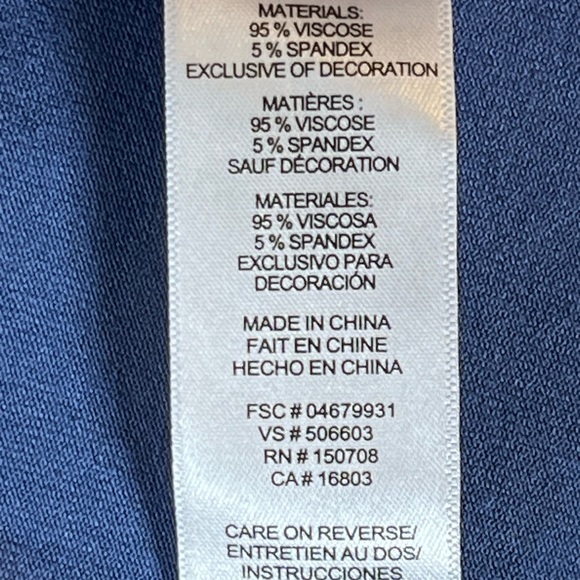 MATERIALS:
95 % VISCOSE
5 % SPANDEX
EXCLUSIVE OF DECORATION
MATIÈRES :
95 % VISCOSE
5 % SPANDEX
SAUF DÉCORATION
MATERIALES:
95 % VISCOSA
5 % SPANDEX
EXCLUSIVO PARA
DECORACIÓN
MADE IN CHINA
FAIT EN CHINE
HECHO EN CHINA
FSC # 04679931
VS # 506603
RN # 150708
CA # 16803
CARE ON REVERSE/
ENTRETIEN AU DOS/
INSTRUCCIONES